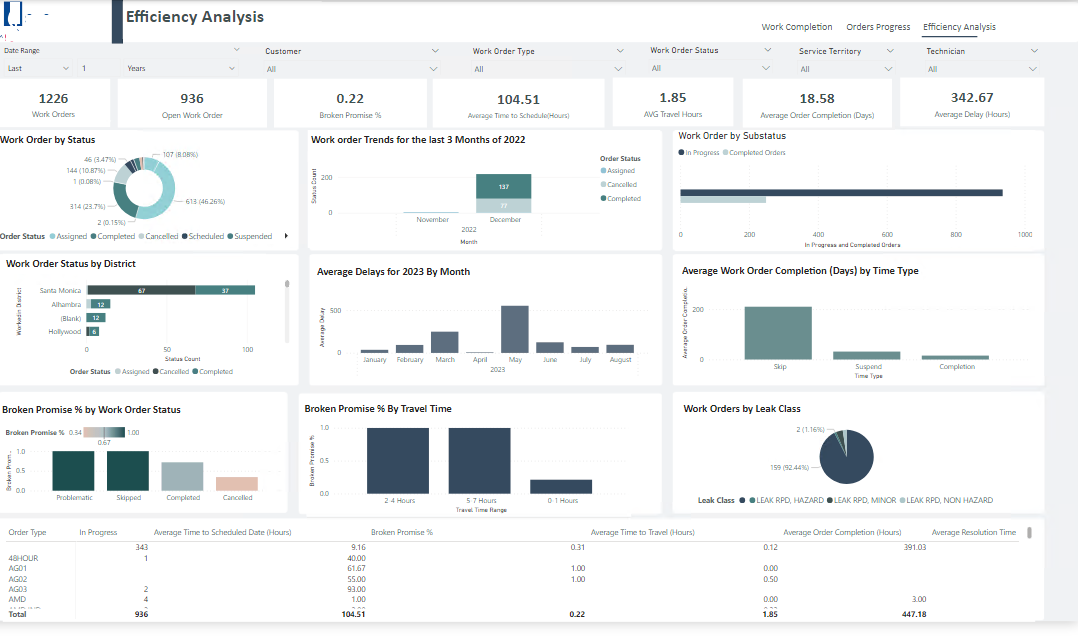 Efficiency Analysis
Work Completion Orders Progress Efficiency Analysis
Date Range Customer Work Order Type Work Order Status Service Territory Technician
Last 1 Years All All All All All
1226 936 0.22 104.51 1.85 18.58 342.67
Work Orders Open Work Order Broken Promise % Average Time to Schedule(Hours) AVG Travel Hours Average Order Completion (Days) Average Delay (Hours)
Work Order by Status
107 (8.08%)
46 (3.47%)
144 (10.87%)
1 (0.08%)
613 (46.26%)
314 (23.7%)
2 (0.15%)
Order Status Assigned Completed Cancelled Scheduled Suspended
Work order Trends for the last 3 Months of 2022
Order Status
Assigned
Cancelled
Completed
Status Count
200
0
137
77
November December
2022
Month
Work Order by Substatus
In Progress Completed Orders
0 200 400 600 800 1000
In Progress and Completed Orders
Work Order Status by District
Santa Monica 67 37
Alhambra 12
(Blank) 12
Hollywood 6
0 50 100
Status Count
Order Status Assigned Cancelled Completed
Average Delays for 2023 By Month
Average Delay
500
0
January February March April May June July August
2023
Average Work Order Completion (Days) by Time Type
Average Order Completio..
200
0
Skip Suspend Completion
Time Type
Broken Promise % by Work Order Status
Broken Promise % 0.34 1.00
0.67
Broken Prom...
1.0
0.5
0.0
Problematic Skipped Completed Cancelled
Broken Promise % By Travel Time
Broken Promise %
1.0
0.5
0.0
2-4 Hours 5-7 Hours 0-1 Hours
Travel Time Range
Work Orders by Leak Class
2 (1.16%)
159 (92.44%)
Leak Class LEAK RPD, HAZARD LEAK RPD, MINOR LEAK RPD, NON HAZARD
Order Type In Progress Average Time to Scheduled Date (Hours) Broken Promise % Average Time to Travel (Hours) Average Order Completion (Hours) Average Resolution Time
343 9.16 0.31 0.12 391.03
48HOUR 1 40.00
AG01 61.67 1.00 0.00
AG02 55.00 1.00 0.50
AG03 2 93.00
AMD 4 1.00 0.00 3.00
Total 936 104.51 0.22 1.85 447.18